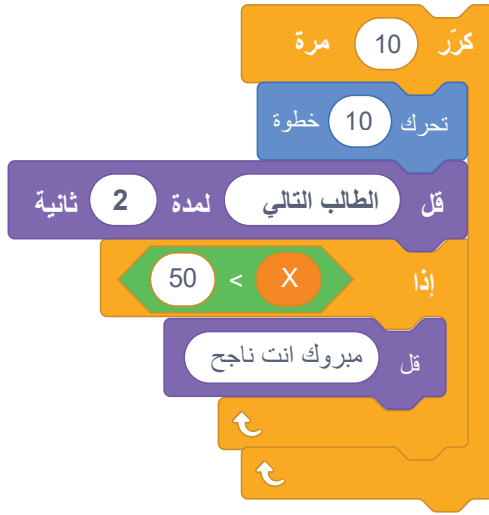 كرّر 10 مرة
تحرك 10 خطوة
قل الطالب التالي لمدة 2 ثانية
إذا X < 50
قل مبروك انت ناجح